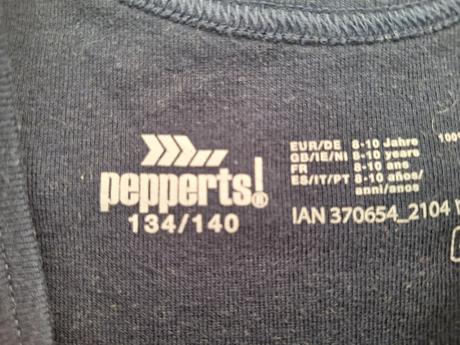 pepperts!®
134/140
EUR/DE 8-10 Jahre
GB/IE/NI 8-10 years
FR 8-10 ans
ES/IT/PT 8-10 años/
anni/anos
IAN 370654_2104
100%